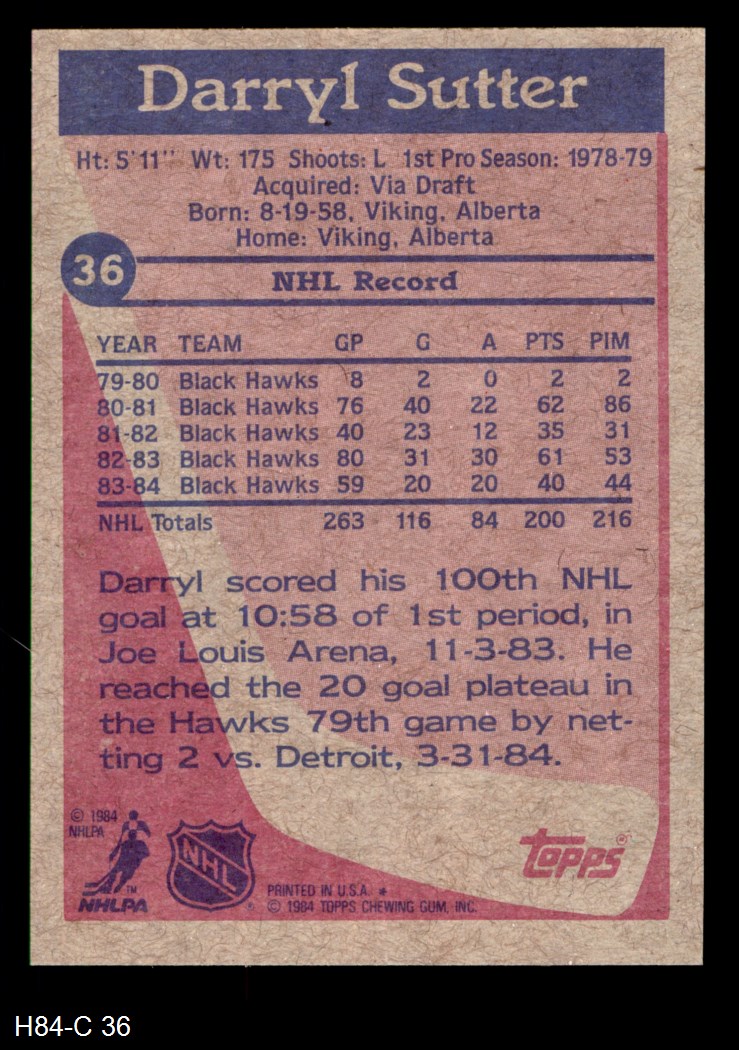 Darryl Sutter
Ht: 5'11" Wt: 175 Shoots: L 1st Pro Season: 1978-79
Acquired: Via Draft
Born: 8-19-58, Viking, Alberta
Home: Viking, Alberta
36
NHL Record
YEAR TEAM GP G A PTS PIM
79-80 Black Hawks 8 2 0 2 2
80-81 Black Hawks 76 40 22 62 86
81-82 Black Hawks 40 23 12 35 31
82-83 Black Hawks 80 31 30 61 53
83-84 Black Hawks 59 20 20 40 44
NHL Totals 263 116 84 200 216
Darryl scored his 100th NHL
goal at 10:58 of 1st period, in
Joe Louis Arena, 11-3-83. He
reached the 20 goal plateau in
the Hawks 79th game by net-
ting 2 vs. Detroit, 3-31-84.
© 1984
NHLPA
TM
NHLPA
NHL
®
PRINTED IN U.S.A. *
© 1984 TOPPS CHEWING GUM, INC.
topps®
H84-C 36